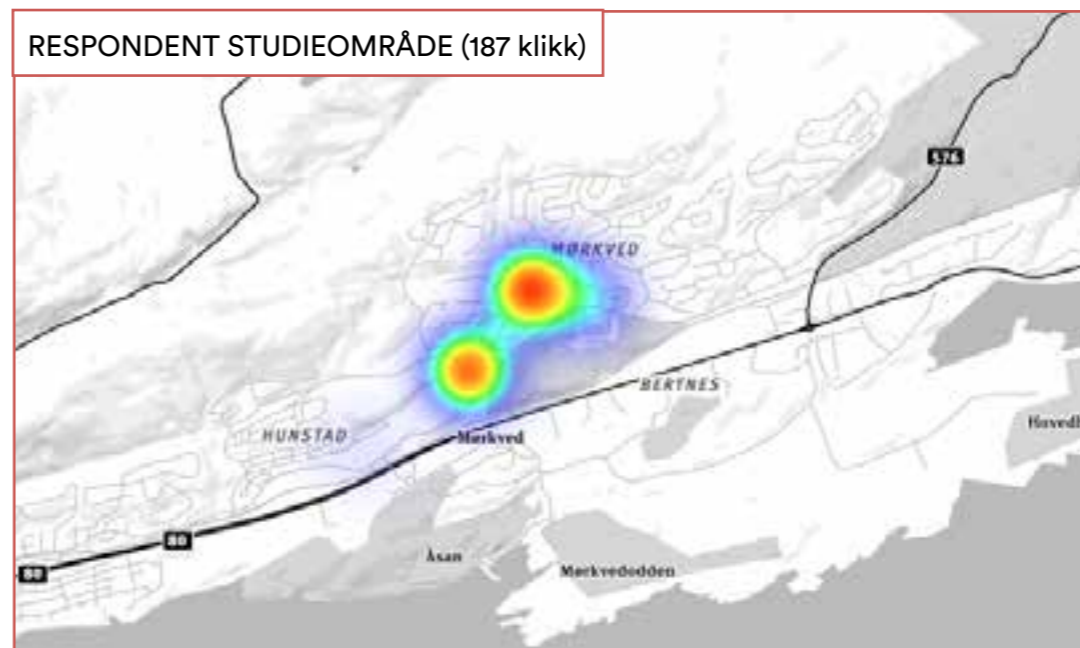 RESPONDENT STUDIEOMRÅDE (187 klikk)
576
MØRKVED
BERTNES
HUNSTAD
Mørkved
80
Åsan
Mørkvedodden
80